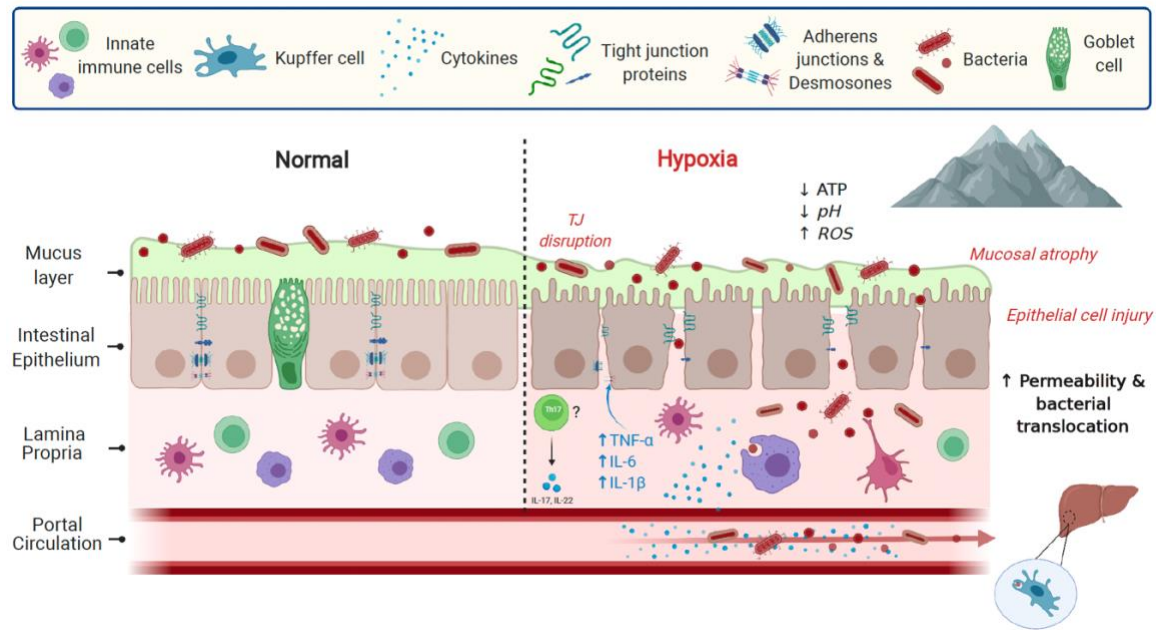 Innate
immune cells
Kupffer cell
Cytokines
Tight junction
proteins
Adherens
junctions &
Desmosones
Bacteria
Goblet
cell
Normal
Hypoxia
↓ ATP
↓ pH
↑ ROS
TJ
disruption
Mucosal atrophy
Mucus
layer
Epithelial cell injury
Intestinal
Epithelium
↑ Permeability &
bacterial
translocation
Th17
?
Lamina
Propria
↑TNF-α
↑IL-6
↑IL-1β
IL-17, IL-22
Portal
Circulation